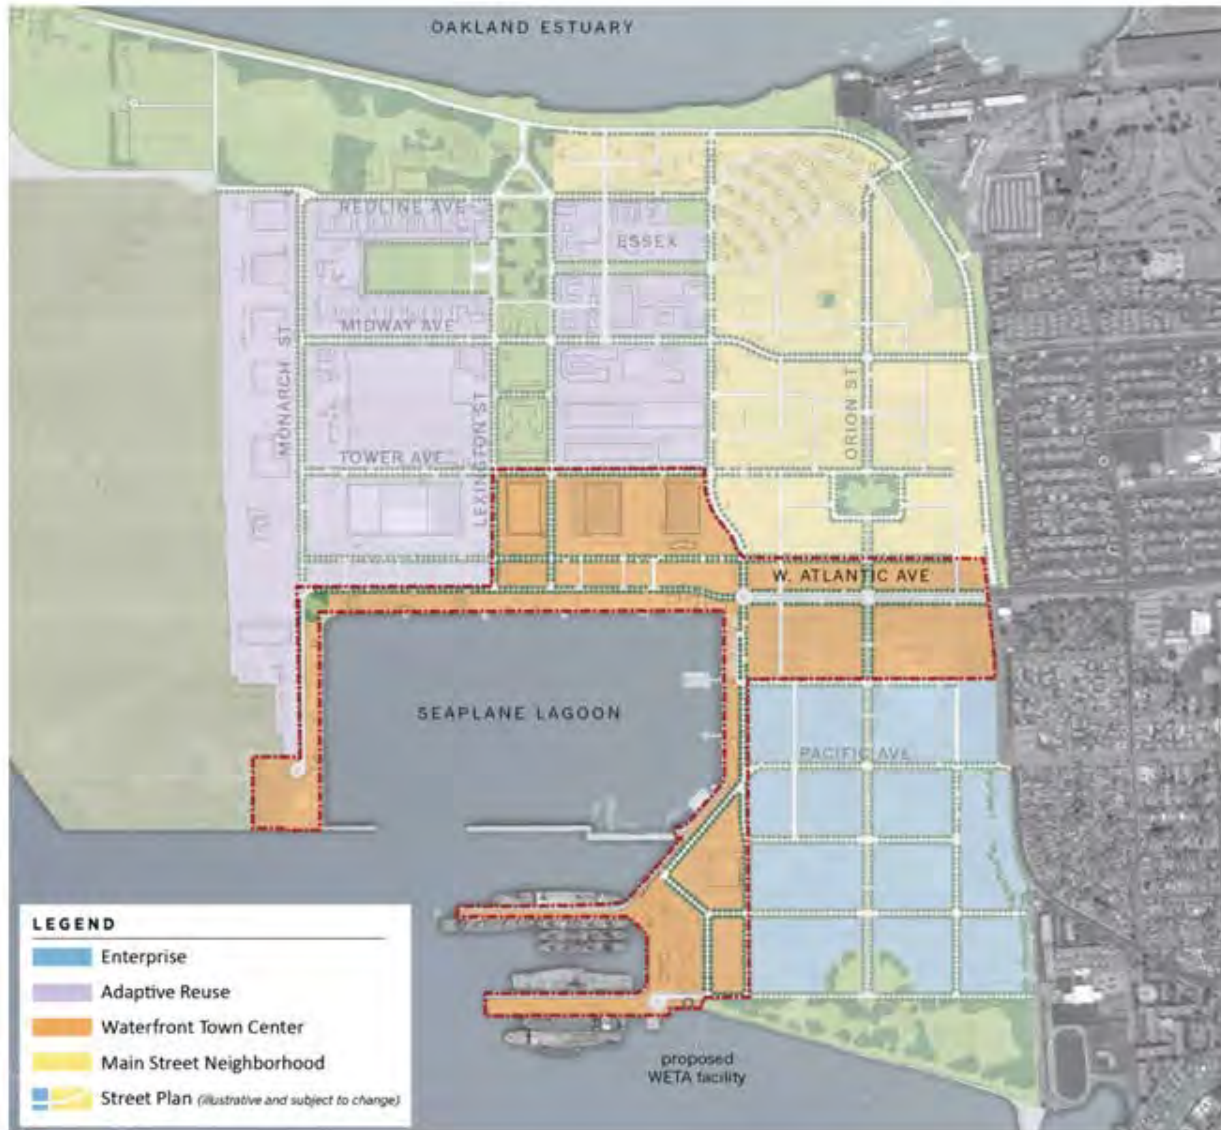 OAKLAND ESTUARY
REDLINE AVE
ESSEX
MIDWAY AVE
MONARCH ST
LEXINGTON ST
ORION ST
TOWER AVE
W. ATLANTIC AVE
SEAPLANE LAGOON
PACIFIC AVE
LEGEND
Enterprise
Adaptive Reuse
Waterfront Town Center
Main Street Neighborhood
Street Plan (illustrative and subject to change)
proposed
WETA facility